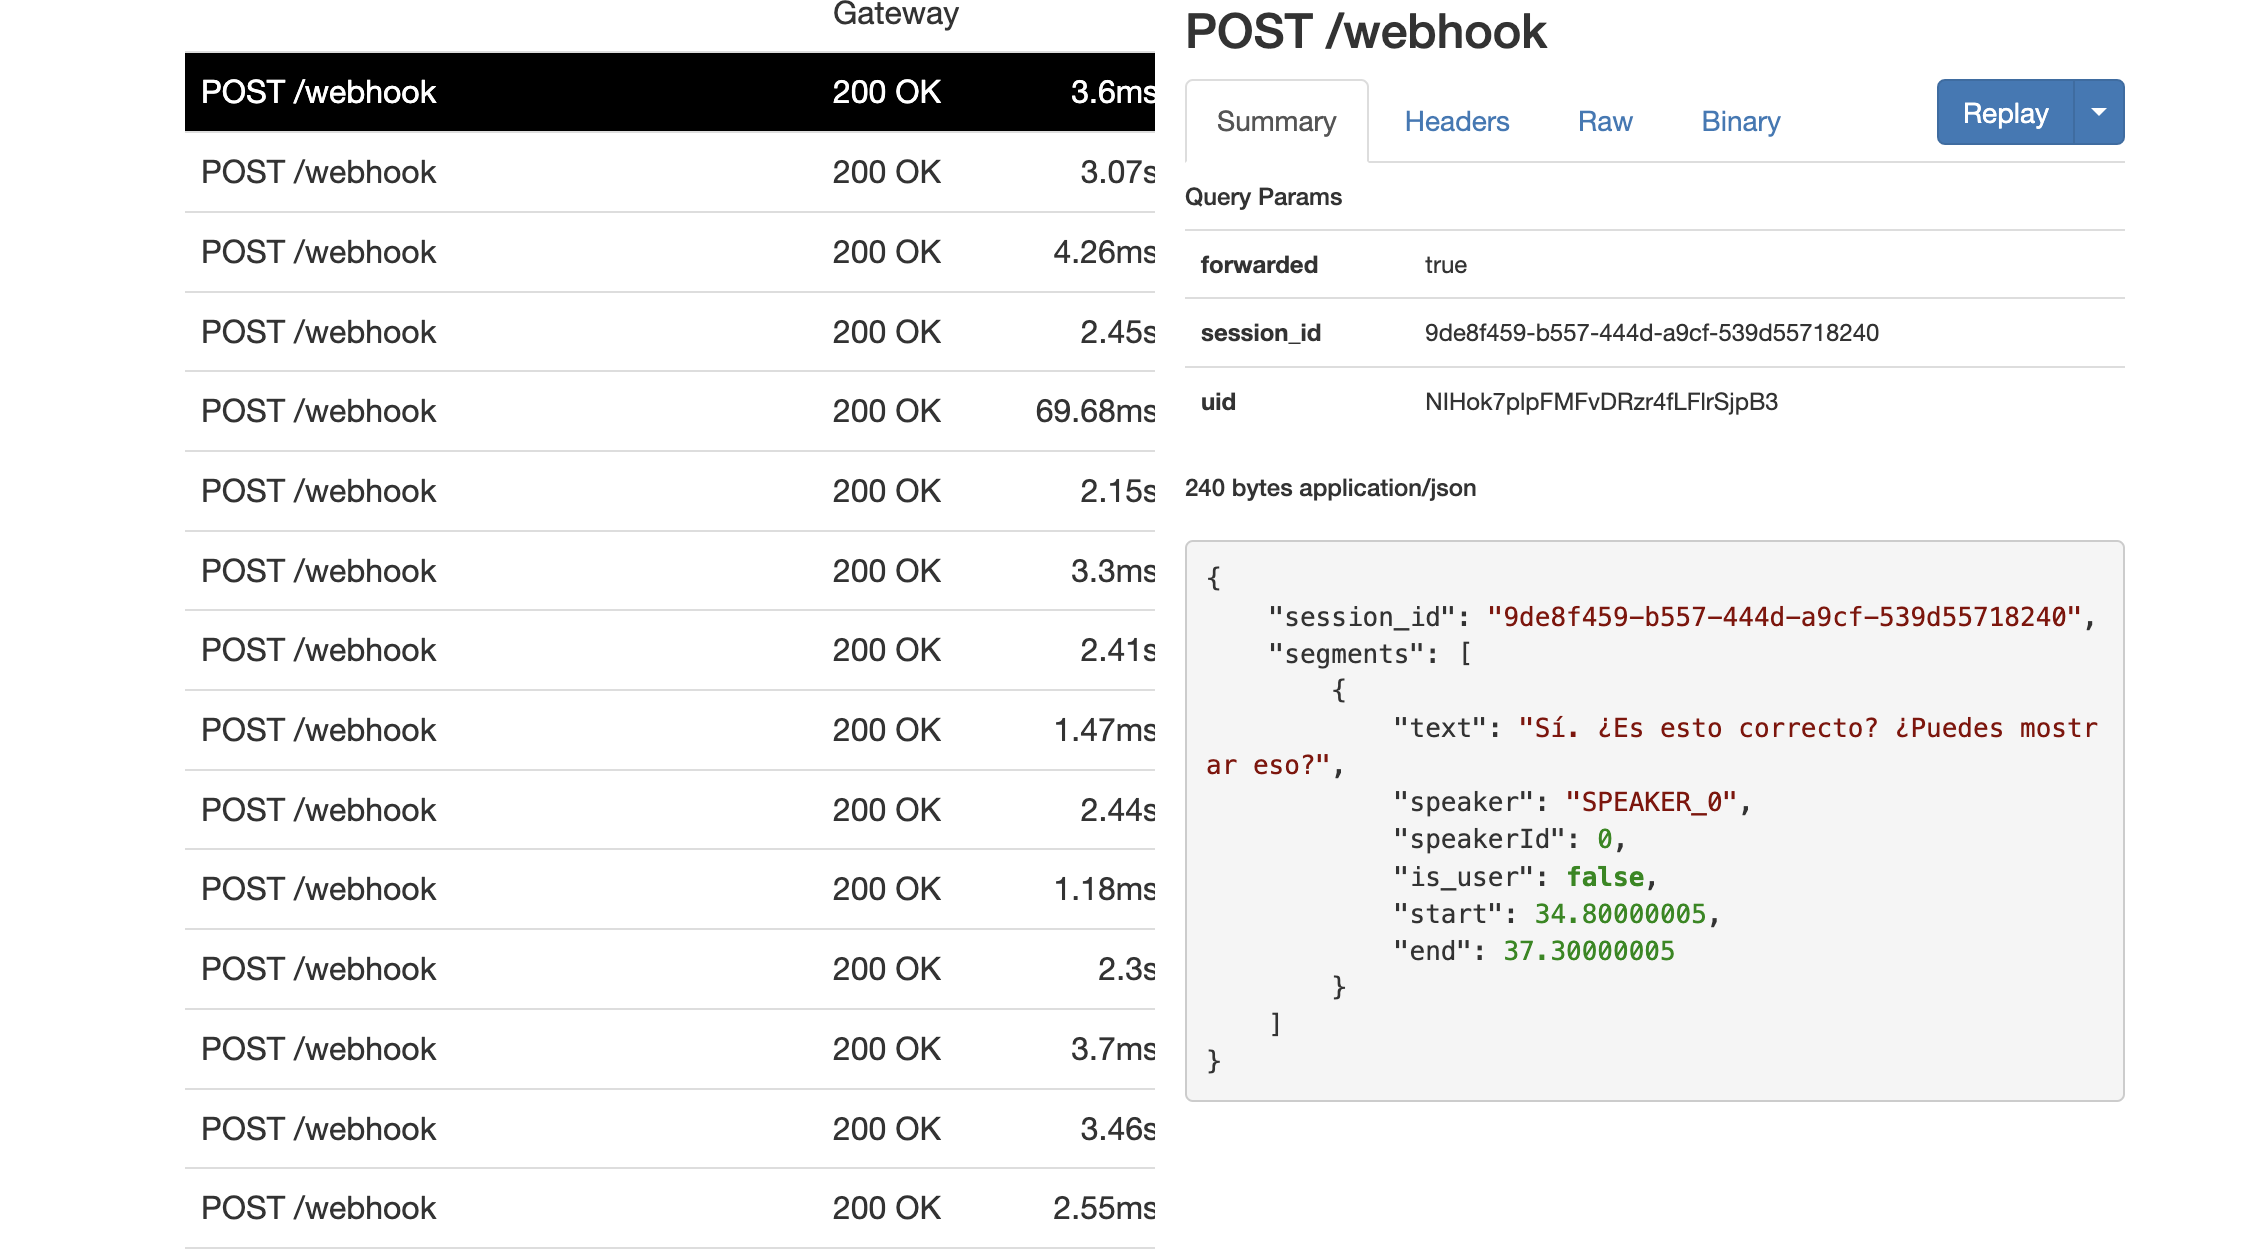 Gateway
POST /webhook 200 OK 3.6ms
POST /webhook 200 OK 3.07s
POST /webhook 200 OK 4.26ms
POST /webhook 200 OK 2.45s
POST /webhook 200 OK 69.68ms
POST /webhook 200 OK 2.15s
POST /webhook 200 OK 3.3ms
POST /webhook 200 OK 2.41s
POST /webhook 200 OK 1.47ms
POST /webhook 200 OK 2.44s
POST /webhook 200 OK 1.18ms
POST /webhook 200 OK 2.3s
POST /webhook 200 OK 3.7ms
POST /webhook 200 OK 3.46s
POST /webhook 200 OK 2.55ms
POST /webhook
Summary Headers Raw Binary Replay
Query Params
forwarded true
session_id 9de8f459-b557-444d-a9cf-539d55718240
uid NIHok7plpFMFvDRzr4fLFlrSjpB3
240 bytes application/json
{
"session_id": "9de8f459-b557-444d-a9cf-539d55718240",
"segments": [
{
"text": "Sí. ¿Es esto correcto? ¿Puedes mostr
ar eso?",
"speaker": "SPEAKER_0",
"speakerId": 0,
"is_user": false,
"start": 34.80000005,
"end": 37.30000005
}
]
}